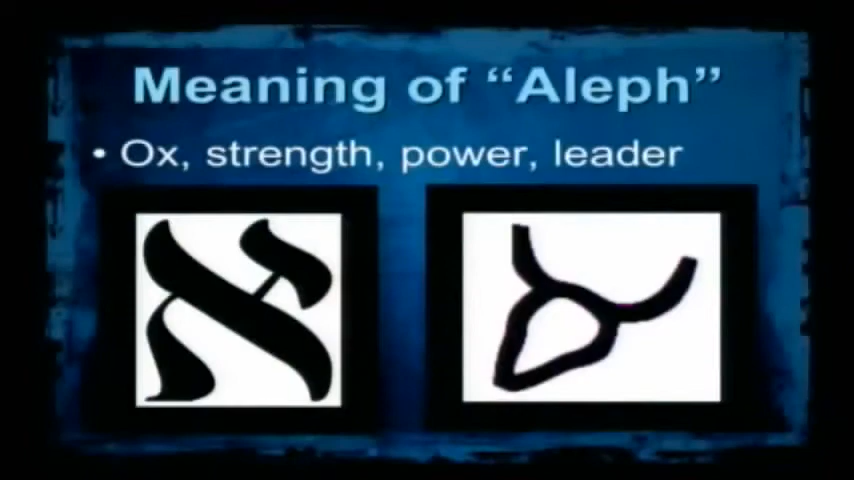 Meaning of “Aleph”
• Ox, strength, power, leader
א